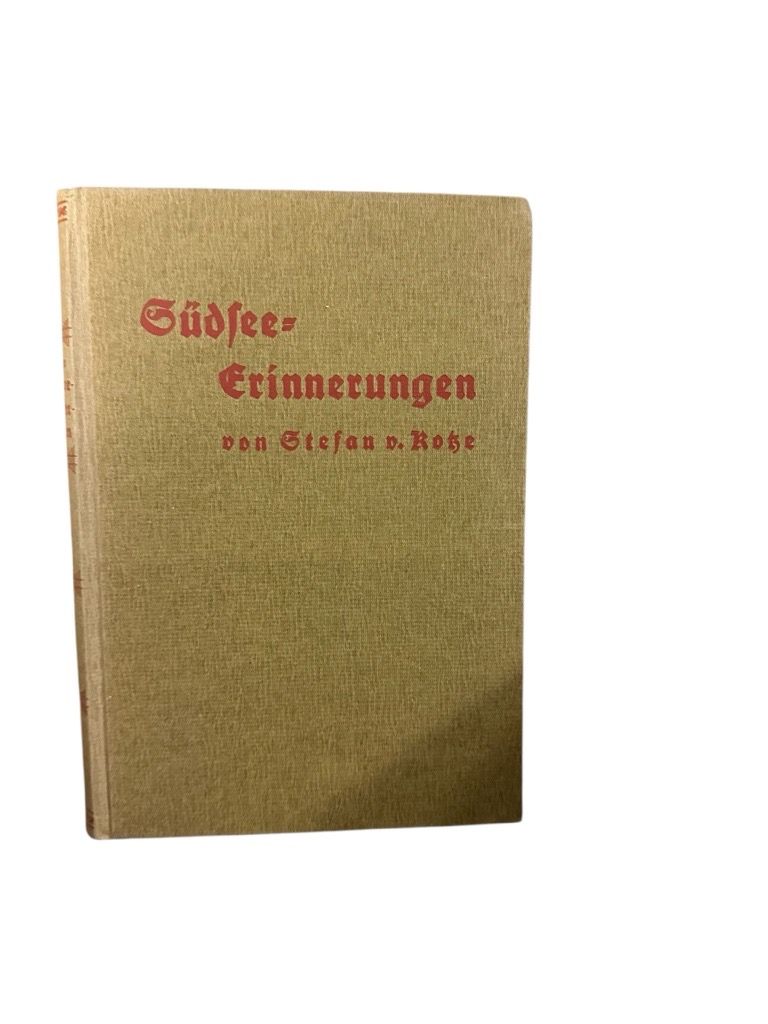 Südsee-
Erinnerungen
von Stefan v. Kotze